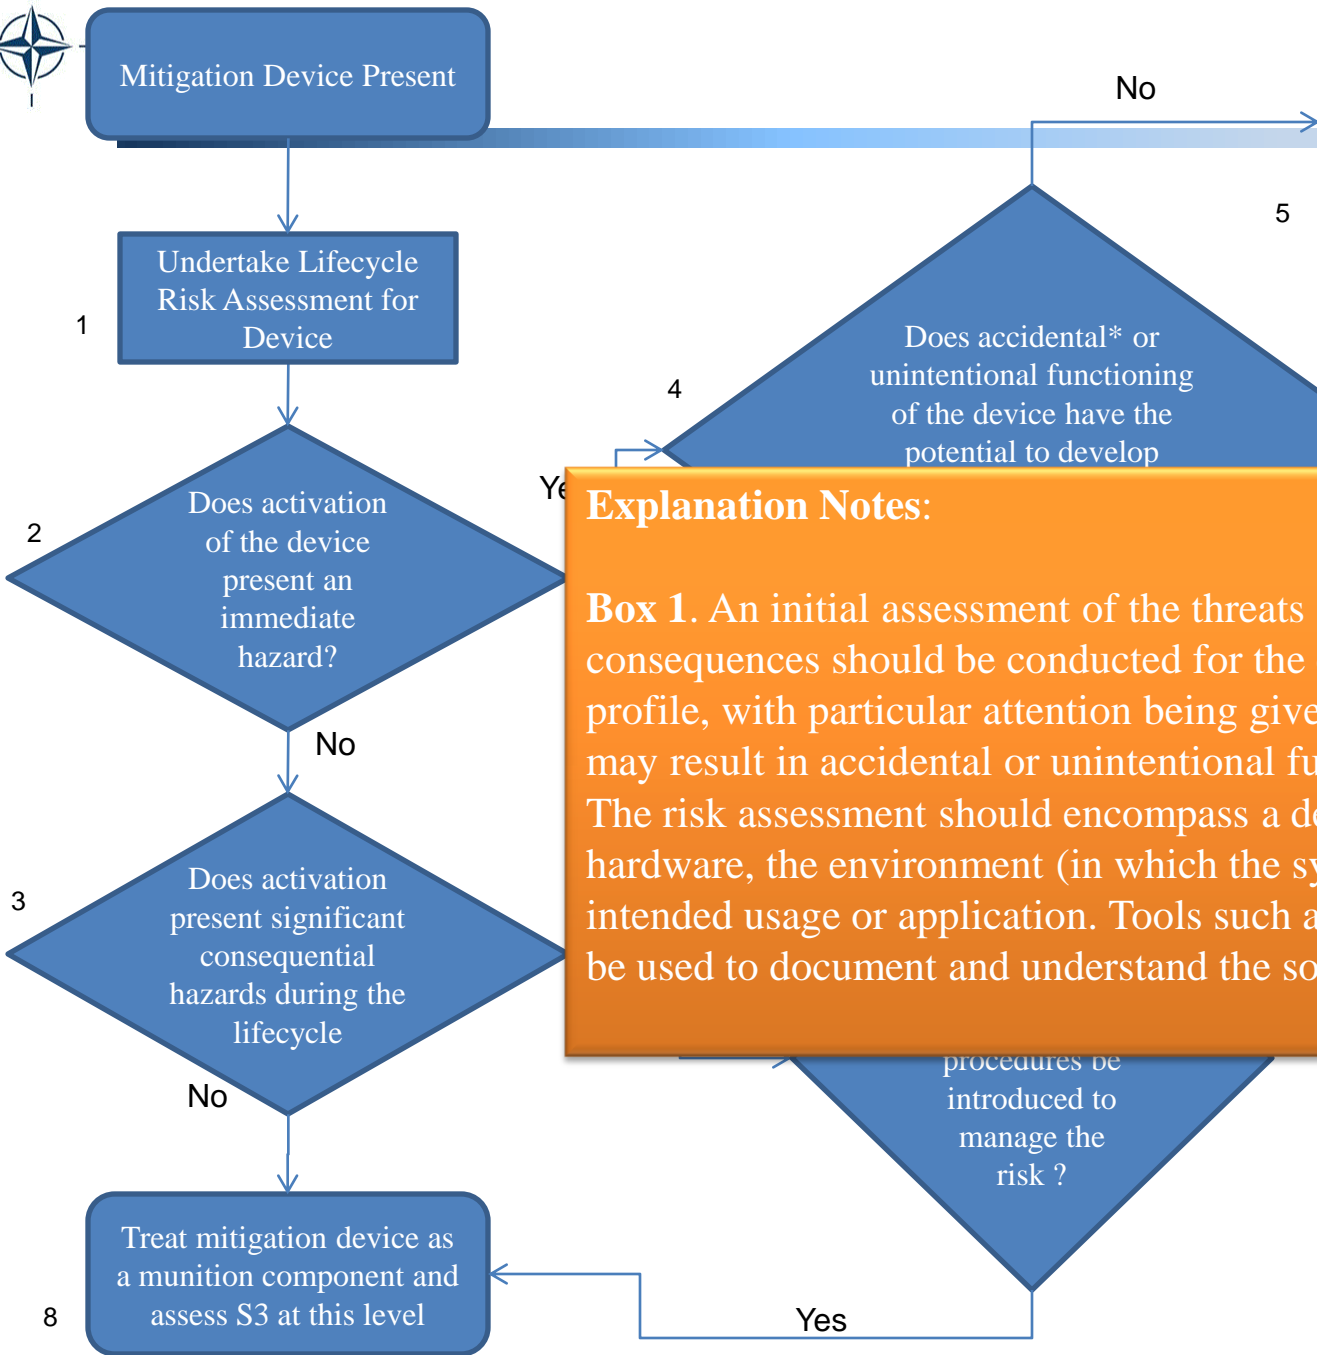 Mitigation Device Present
No
5
Undertake Lifecycle
Risk Assessment for
Device
1
Does accidental* or
unintentional functioning
of the device have the
potential to develop
4
Does activation
of the device
present an
immediate
hazard?
2
No
Explanation Notes:
Box 1. An initial assessment of the threats
consequences should be conducted for the
profile, with particular attention being give
may result in accidental or unintentional fu
The risk assessment should encompass a de
hardware, the environment (in which the sy
intended usage or application. Tools such a
be used to document and understand the so
Does activation
present significant
consequential
hazards during the
lifecycle
3
No
procedures be
introduced to
manage the
risk ?
Treat mitigation device as
a munition component and
assess S3 at this level
8
Yes